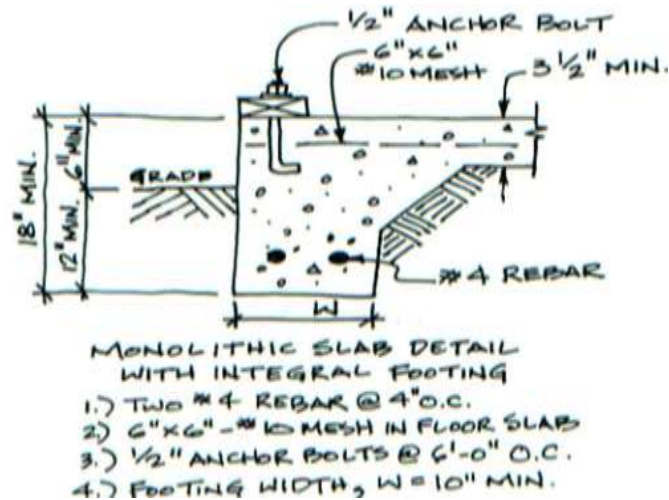 1/2" ANCHOR BOLT
6"X6"
#10 MESH
3 1/2" MIN.
18" MIN.
6" MIN.
12" MIN.
GRADE
#4 REBAR
W
MONOLITHIC SLAB DETAIL
WITH INTEGRAL FOOTING
1.) TWO #4 REBAR @ 4" O.C.
2) 6"X6"-#10 MESH IN FLOOR SLAB
3.) 1/2" ANCHOR BOLTS @ 6'-0" O.C.
4.) FOOTING WIDTH, W = 10" MIN.